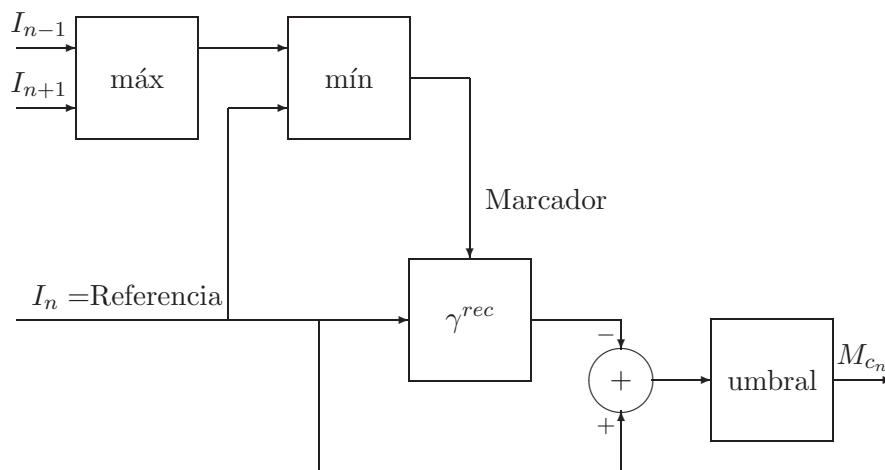 I_{n−1}
I_{n+1}
máx
mín
Marcador
I_n =Referencia
γ^{rec}
−
+
+
umbral
M_{c_n}